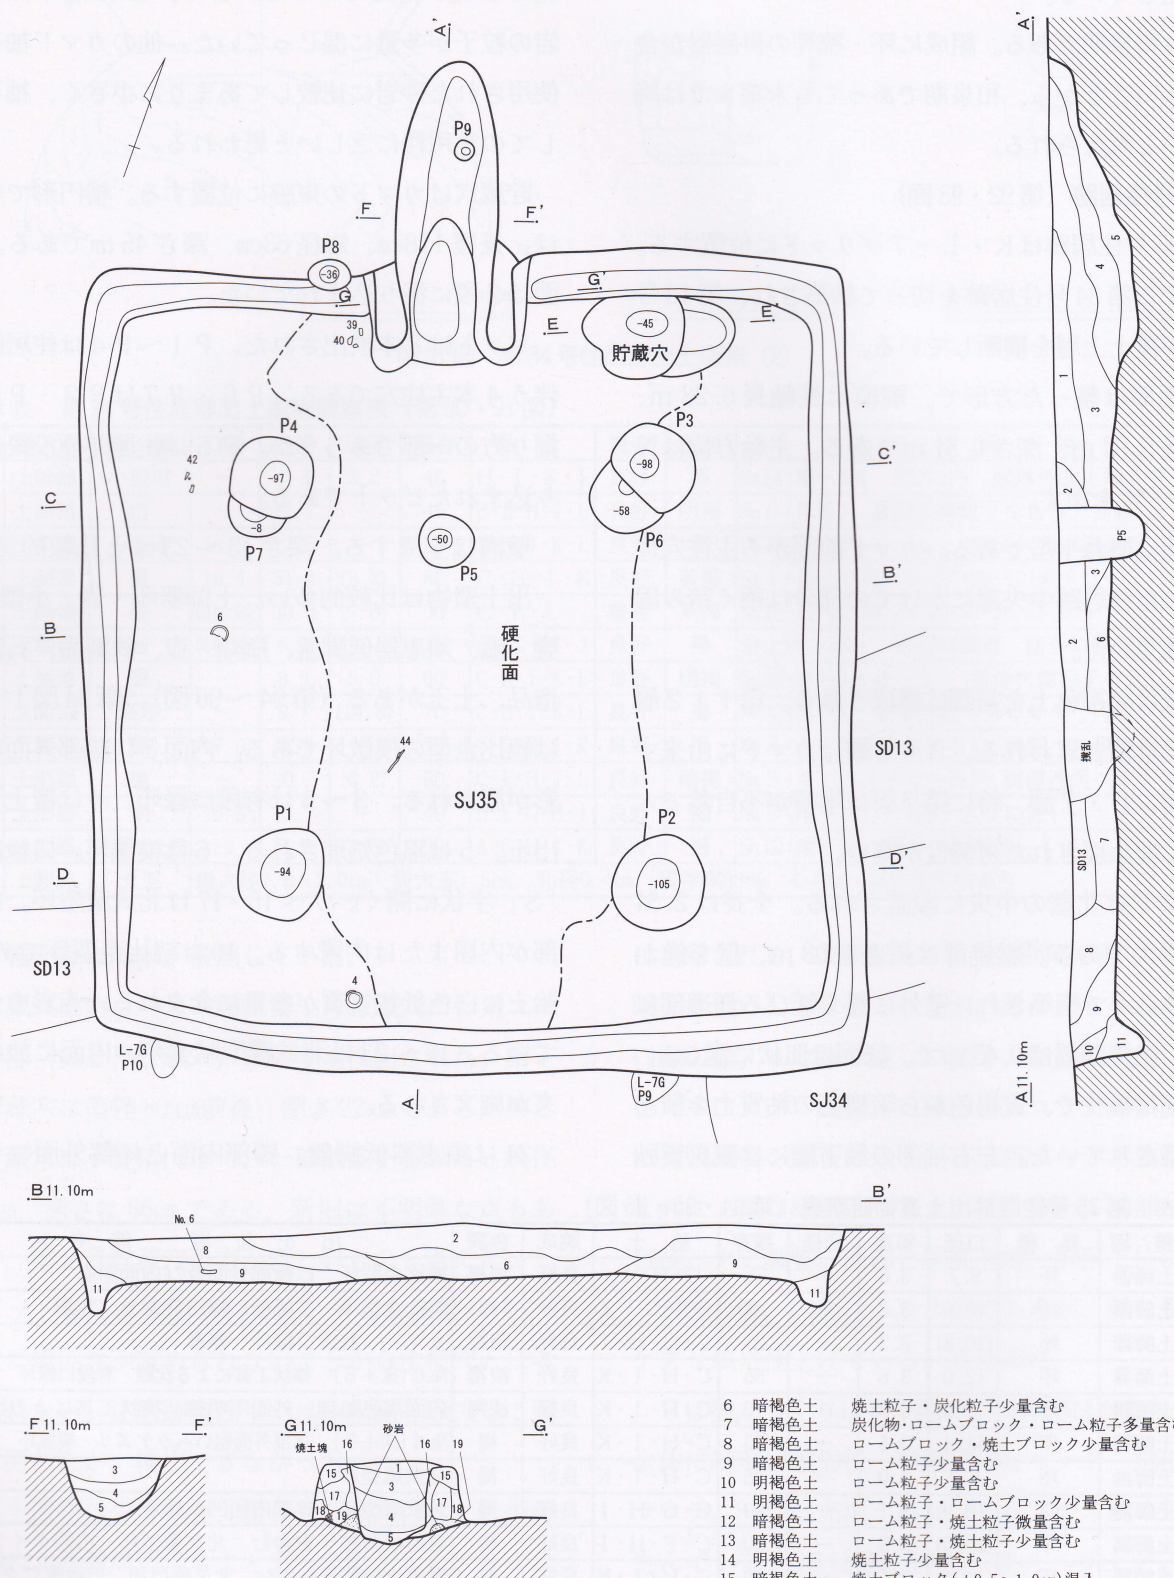 A'
A'
P9
F
F'
P8
-36
G
G'
39
40
E
E'
-45
貯蔵穴
P4
P3
42
-97
-98
C
C'
-8
-58
P7
P6
-50
P5
B
B'
6
硬化面
44
SD13
SJ35
P1
P2
-94
-105
D
D'
SD13
4
L-7G
P10
L-7G
P9
A
SJ34
5
4
1
3
2
P5
3
2
6
撹乱
SD13
7
8
9
10
11
A 11.10m
B 11.10m
B'
No.6
2
8
9
6
9
11
11
F 11.10m
F'
3
4
5
G 11.10m
G'
焼土塊
16
砂岩
16
19
15
1
15
17
3
17
18
19
4
18
5
6 暗褐色土 焼土粒子・炭化粒子少量含む
7 暗褐色土 炭化物・ロームブロック・ローム粒子多量含む
8 暗褐色土 ロームブロック・焼土ブロック少量含む
9 暗褐色土 ローム粒子少量含む
10 明褐色土 ローム粒子少量含む
11 明褐色土 ローム粒子・ロームブロック少量含む
12 暗褐色土 ローム粒子・焼土粒子微量含む
13 暗褐色土 ローム粒子・焼土粒子少量含む
14 明褐色土 焼土粒子少量含む